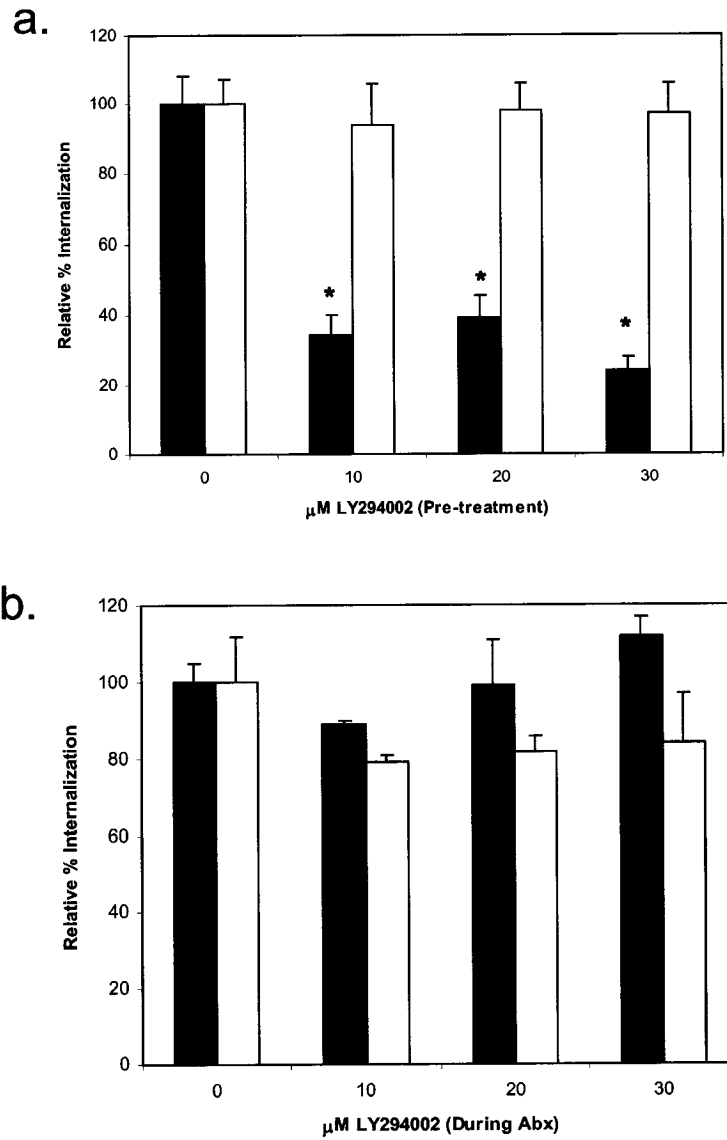 a.
120
100
80
60
40
20
0
Relative % Internalization
* * *
0 10 20 30
µM LY294002 (Pre-treatment)
b.
120
100
80
60
40
20
0
Relative % Internalization
0 10 20 30
µM LY294002 (During Abx)